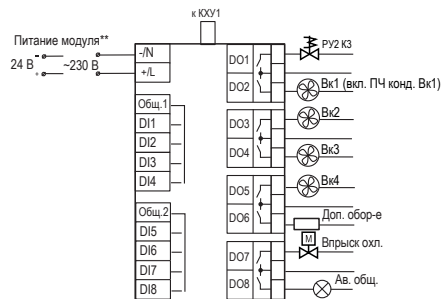 к КХУ1
Питание модуля**
24 В
~230 В
-/N
+/L
Общ.1
DI1
DI2
DI3
DI4
Общ.2
DI5
DI6
DI7
DI8
DO1
DO2
DO3
DO4
DO5
DO6
DO7
DO8
РУ2 КЗ
Вк1 (вкл. ПЧ конд. Вк1)
Вк2
Вк3
Вк4
Доп. обор-е
М
Впрыск охл.
Ав. общ.